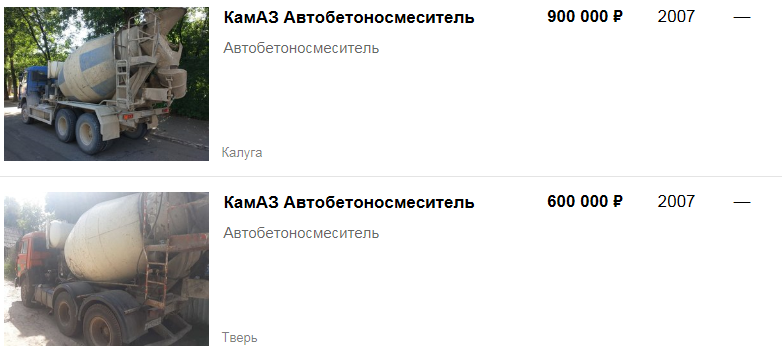 КамАЗ Автобетоносмеситель 900 000 ₽ 2007 —
Автобетоносмеситель
Калуга
КамАЗ Автобетоносмеситель 600 000 ₽ 2007 —
Автобетоносмеситель
Тверь